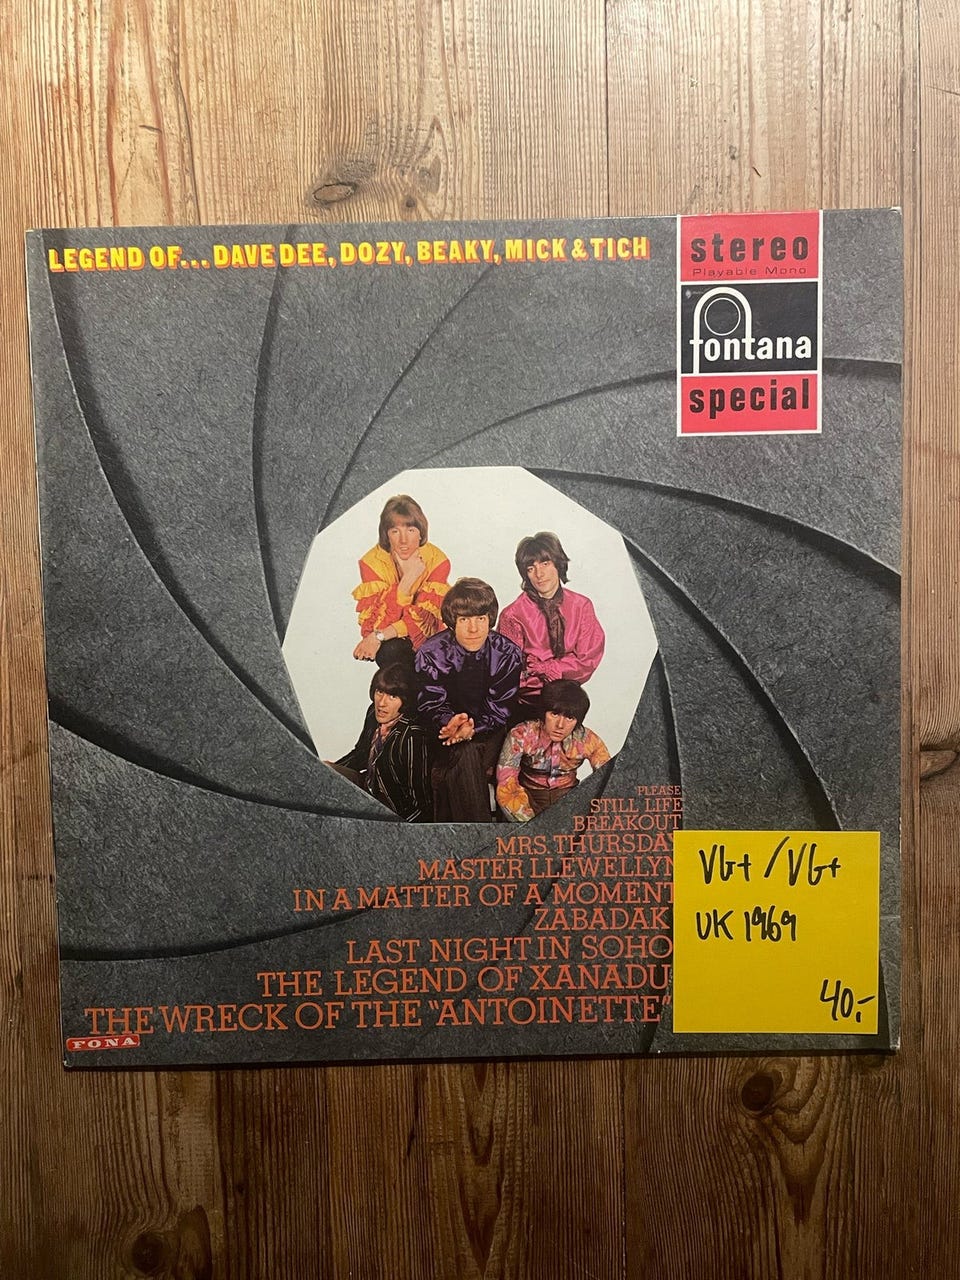 LEGEND OF... DAVE DEE, DOZY, BEAKY, MICK & TICH
stereo
Playable Mono
fontana
special
PLEASE
STILL LIFE
BREAKOUT
MRS. THURSDAY
MASTER LLEWELLYN
IN A MATTER OF A MOMENT
ZABADAK
LAST NIGHT IN SOHO
THE LEGEND OF XANADU
THE WRECK OF THE "ANTOINETTE"
FONA
VG+/VG+
UK 1969
40,-